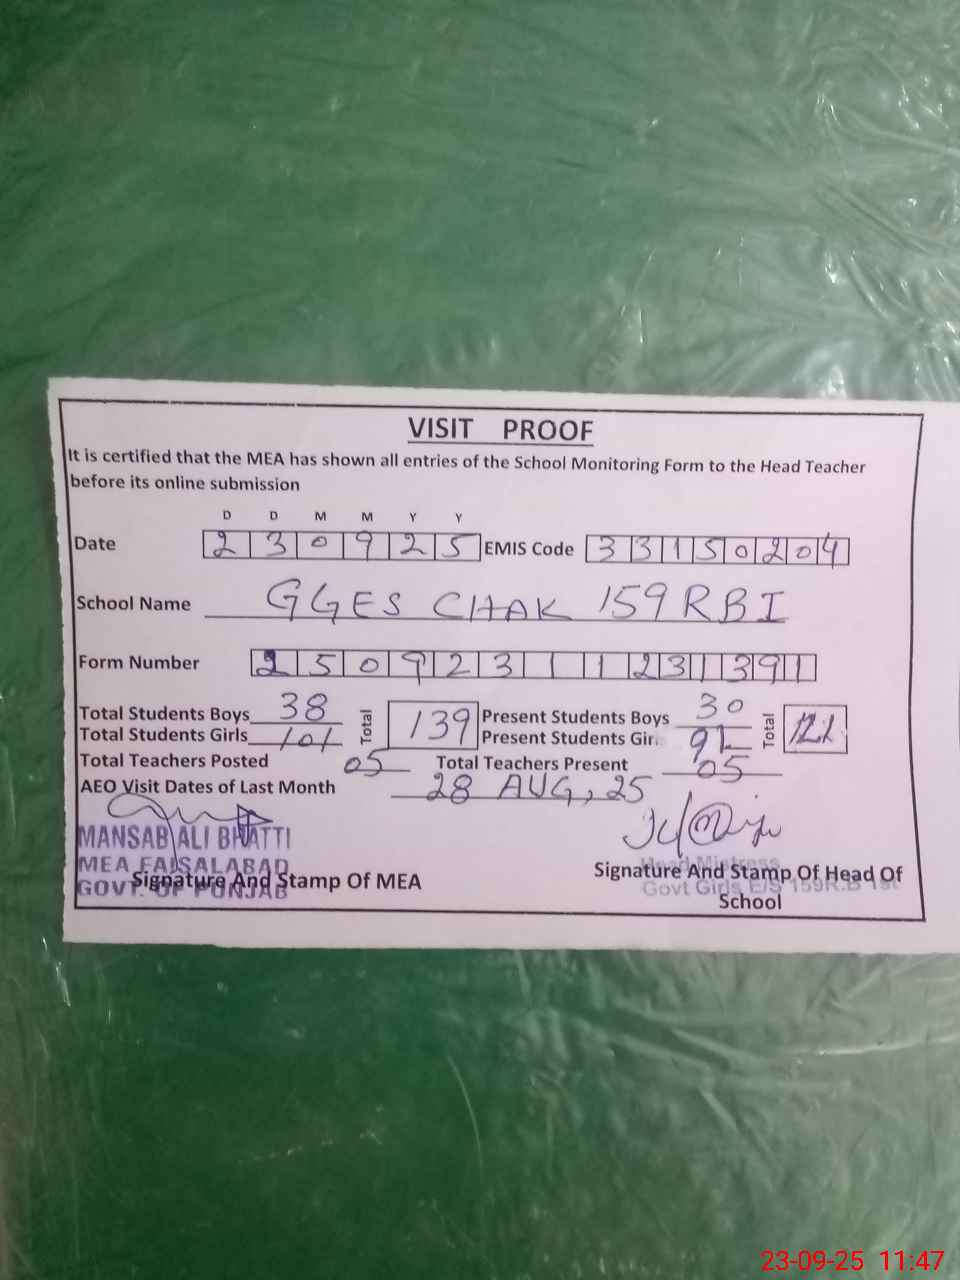 VISIT PROOF
It is certified that the MEA has shown all entries of the School Monitoring Form to the Head Teacher
before its online submission
D D M M Y Y
Date 2 3 0 9 2 5 EMIS Code 3 3 1 5 0 2 0 4
School Name GGES CHAK 159 RB I
Form Number 2 5 0 9 2 3 1 1 2 3 1 3 9 1
Total Students Boys 38 Total 139 Present Students Boys 30 Total
Total Students Girls 101 Present Students Gir
Total Teachers Posted 05 Total Teachers Present 05
AEO Visit Dates of Last Month 28 AUG, 25
MANSAB ALI BHATTI
MEA FAISALABAD
GOVT. OF PUNJAB
Signature And Stamp Of MEA
Head Mistress
Govt Girls E/S 159R.B 1st
Signature And Stamp Of Head Of
School
23-09-25 11:47